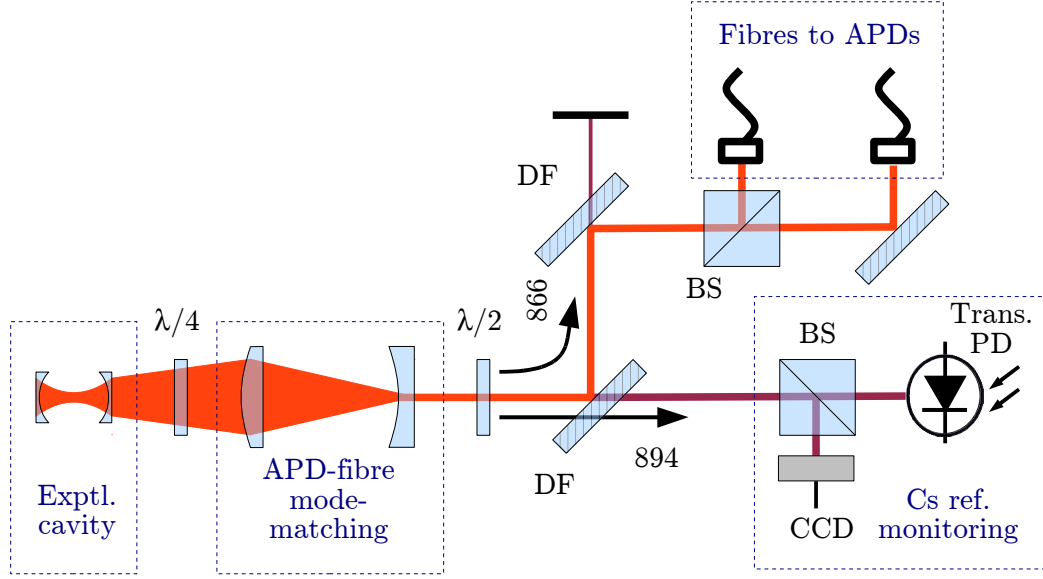 Fibres to APDs
DF
BS
866
λ/4
λ/2
BS
Trans.
PD
894
DF
APD-fibre
mode-
matching
Exptl.
cavity
CCD
Cs ref.
monitoring